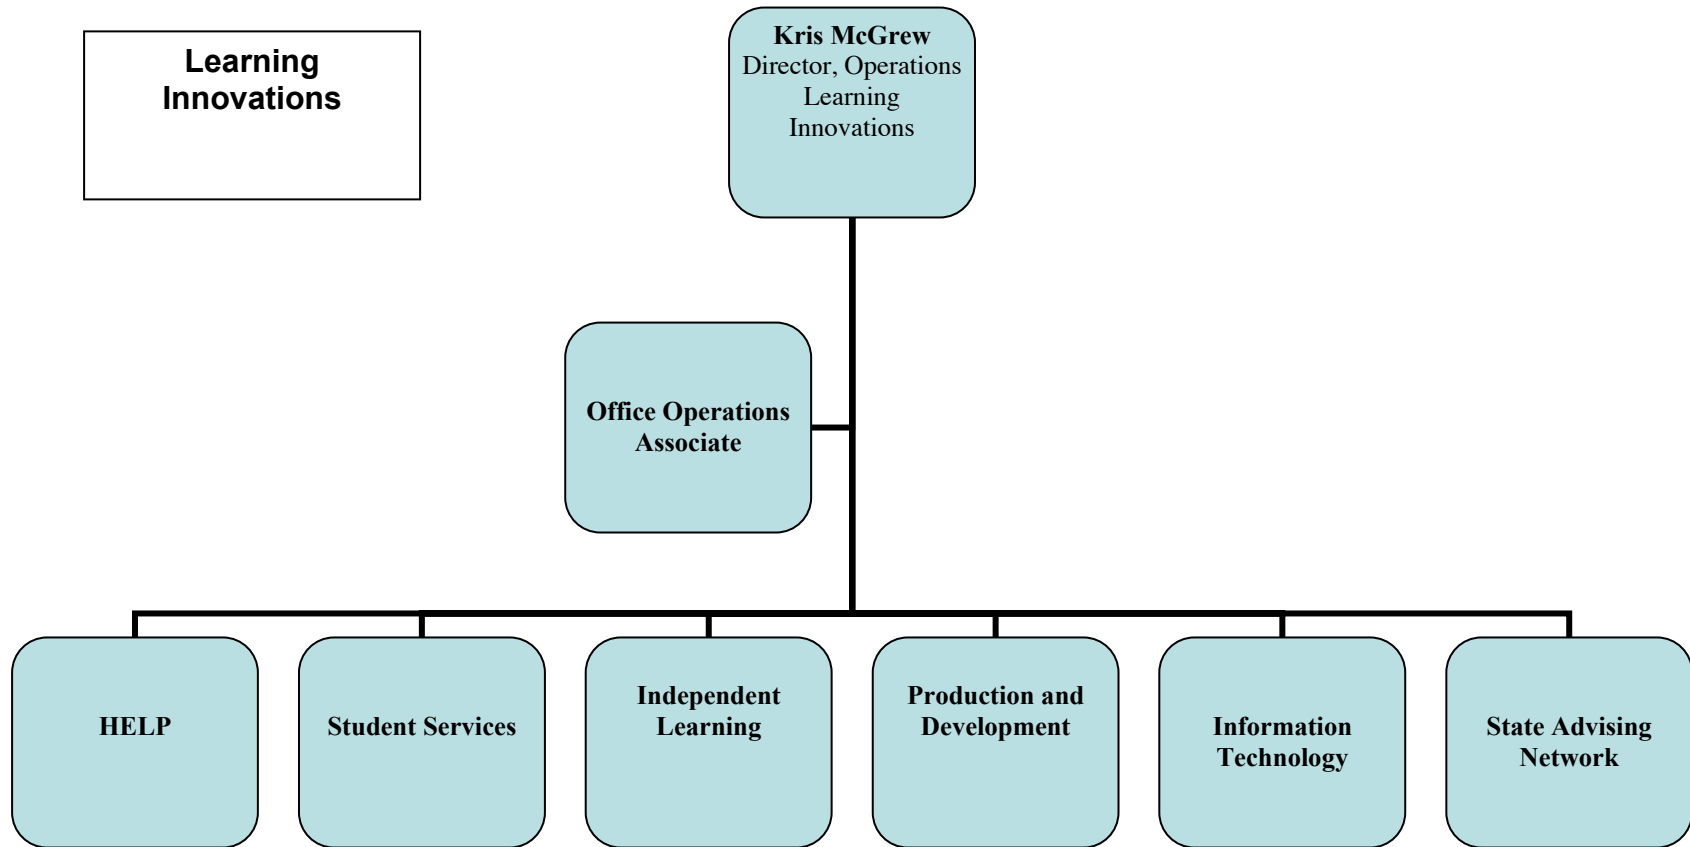 Learning
Innovations
Kris McGrew
Director, Operations
Learning
Innovations
Office Operations
Associate
HELP
Student Services
Independent
Learning
Production and
Development
Information
Technology
State Advising
Network